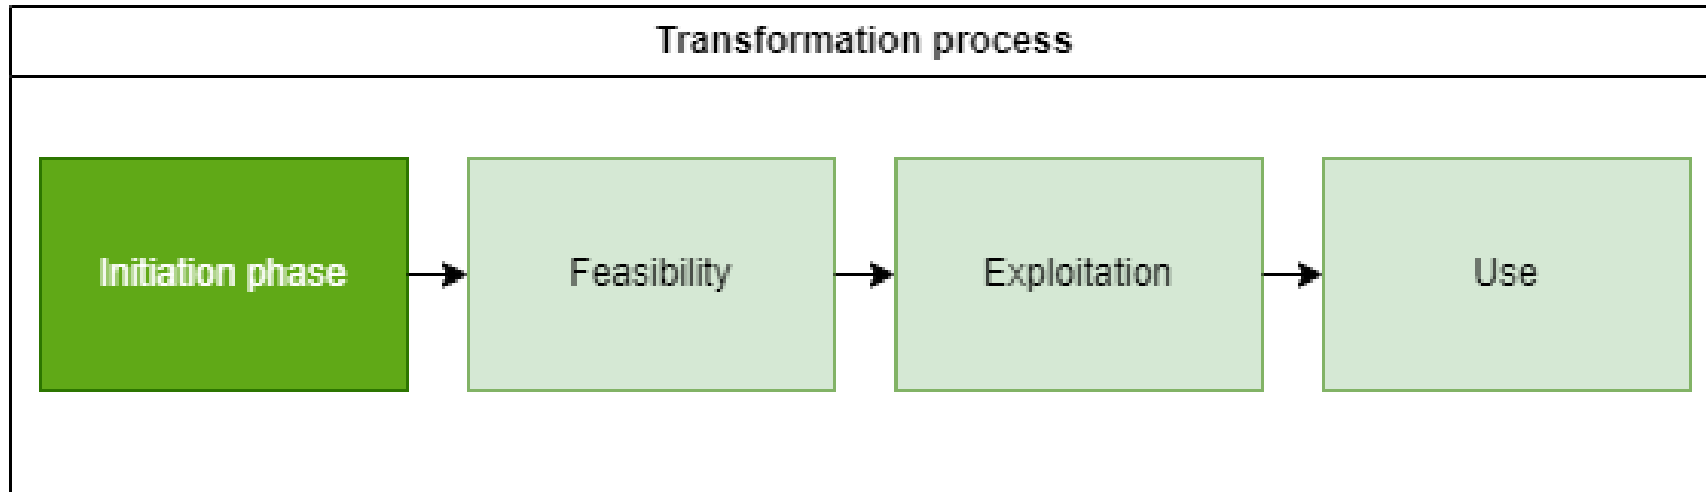 Transformation process
Initiation phase
Feasibility
Exploitation
Use